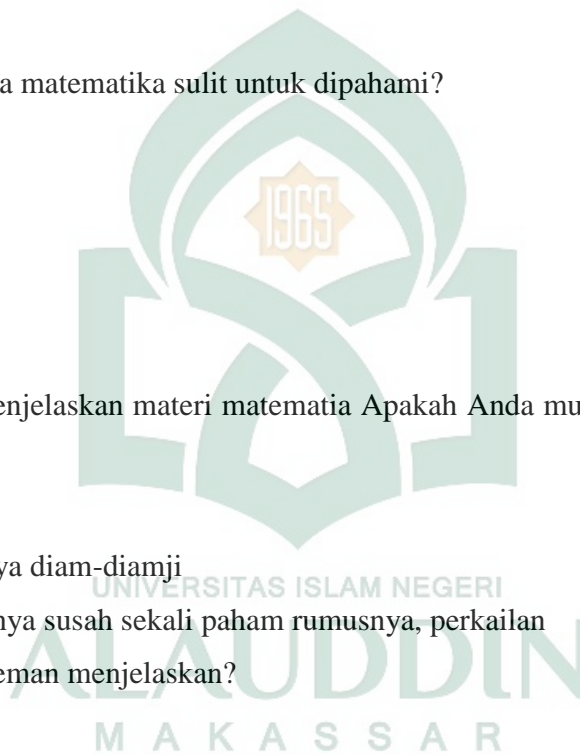 a matematika sulit untuk dipahami?
1965
enjelaskan materi matematia Apakah Anda mu
ya diam-diamji
UNIVERSITAS ISLAM NEGERI
nya susah sekali paham rumusnya, perkailan
ALAUDDIN
eman menjelaskan?
MAKASSAR